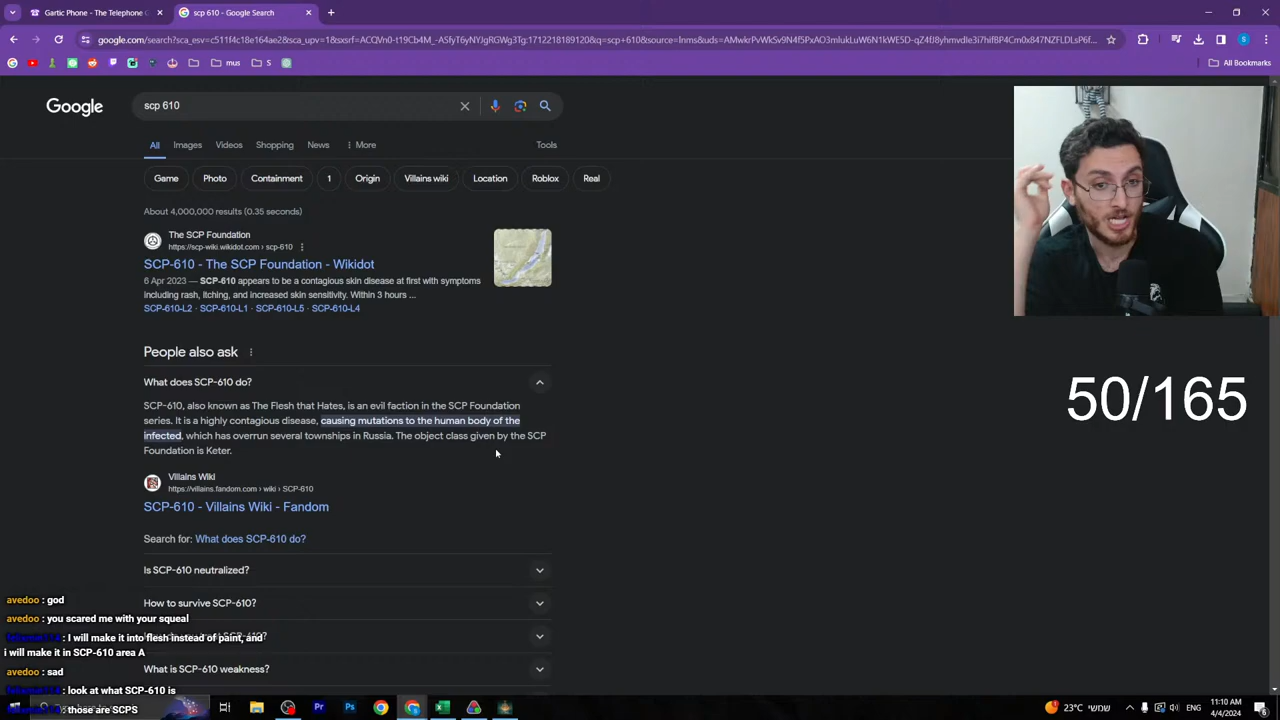 Gartic Phone - The Telephone G
scp 610 - Google Search
All Bookmarks
mus
S
Google
scp 610
All
Images
Videos
Shopping
News
More
Tools
Game
Photo
Containment
1
Origin
Villains wiki
Location
Roblox
Real
About 4,000,000 results (0.35 seconds)
The SCP Foundation
https://scp-wiki.wikidot.com › scp-610
SCP-610 - The SCP Foundation - Wikidot
6 Apr 2023 — SCP-610 appears to be a contagious skin disease at first with symptoms
including rash, itching, and increased skin sensitivity. Within 3 hours ...
SCP-610-L2 · SCP-610-L1 · SCP-610-L5 · SCP-610-L4
People also ask
What does SCP-610 do?
SCP-610, also known as The Flesh that Hates, is an evil faction in the SCP Foundation
series. It is a highly contagious disease, causing mutations to the human body of the
infected, which has overrun several townships in Russia. The object class given by the SCP
Foundation is Keter.
Villains Wiki
https://villains.fandom.com › wiki › SCP-610
SCP-610 - Villains Wiki - Fandom
Search for: What does SCP-610 do?
Is SCP-610 neutralized?
How to survive SCP-610?
What is SCP-610 weakness?
50/165
avedoo : god
avedoo : you scared me with your squeal
: I will make it into flesh instead of paint, and
i will make it in SCP-610 area A
avedoo : sad
: look at what SCP-610 is
: those are SCPS
23°C
שמשי
ENG
11:10 AM
4/4/2024
6